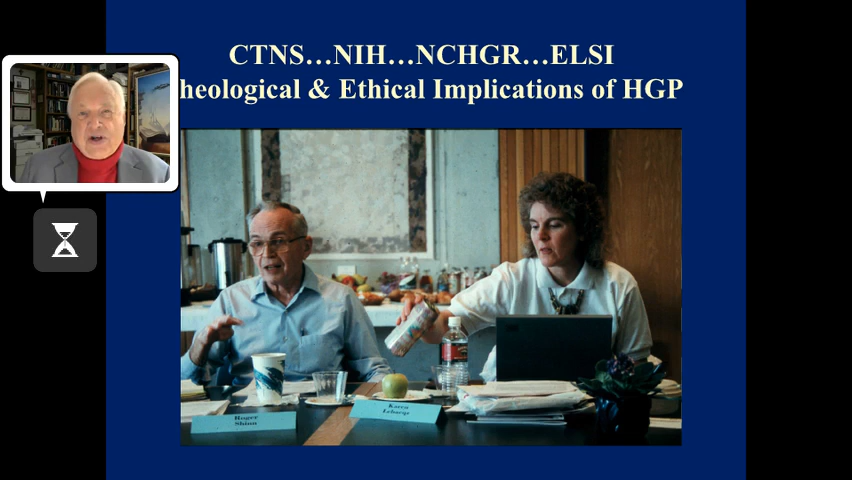 CTNS…NIH…NCHGR…ELSI
heological & Ethical Implications of HGP
Roger
Shinn
Karen
Lebacqz